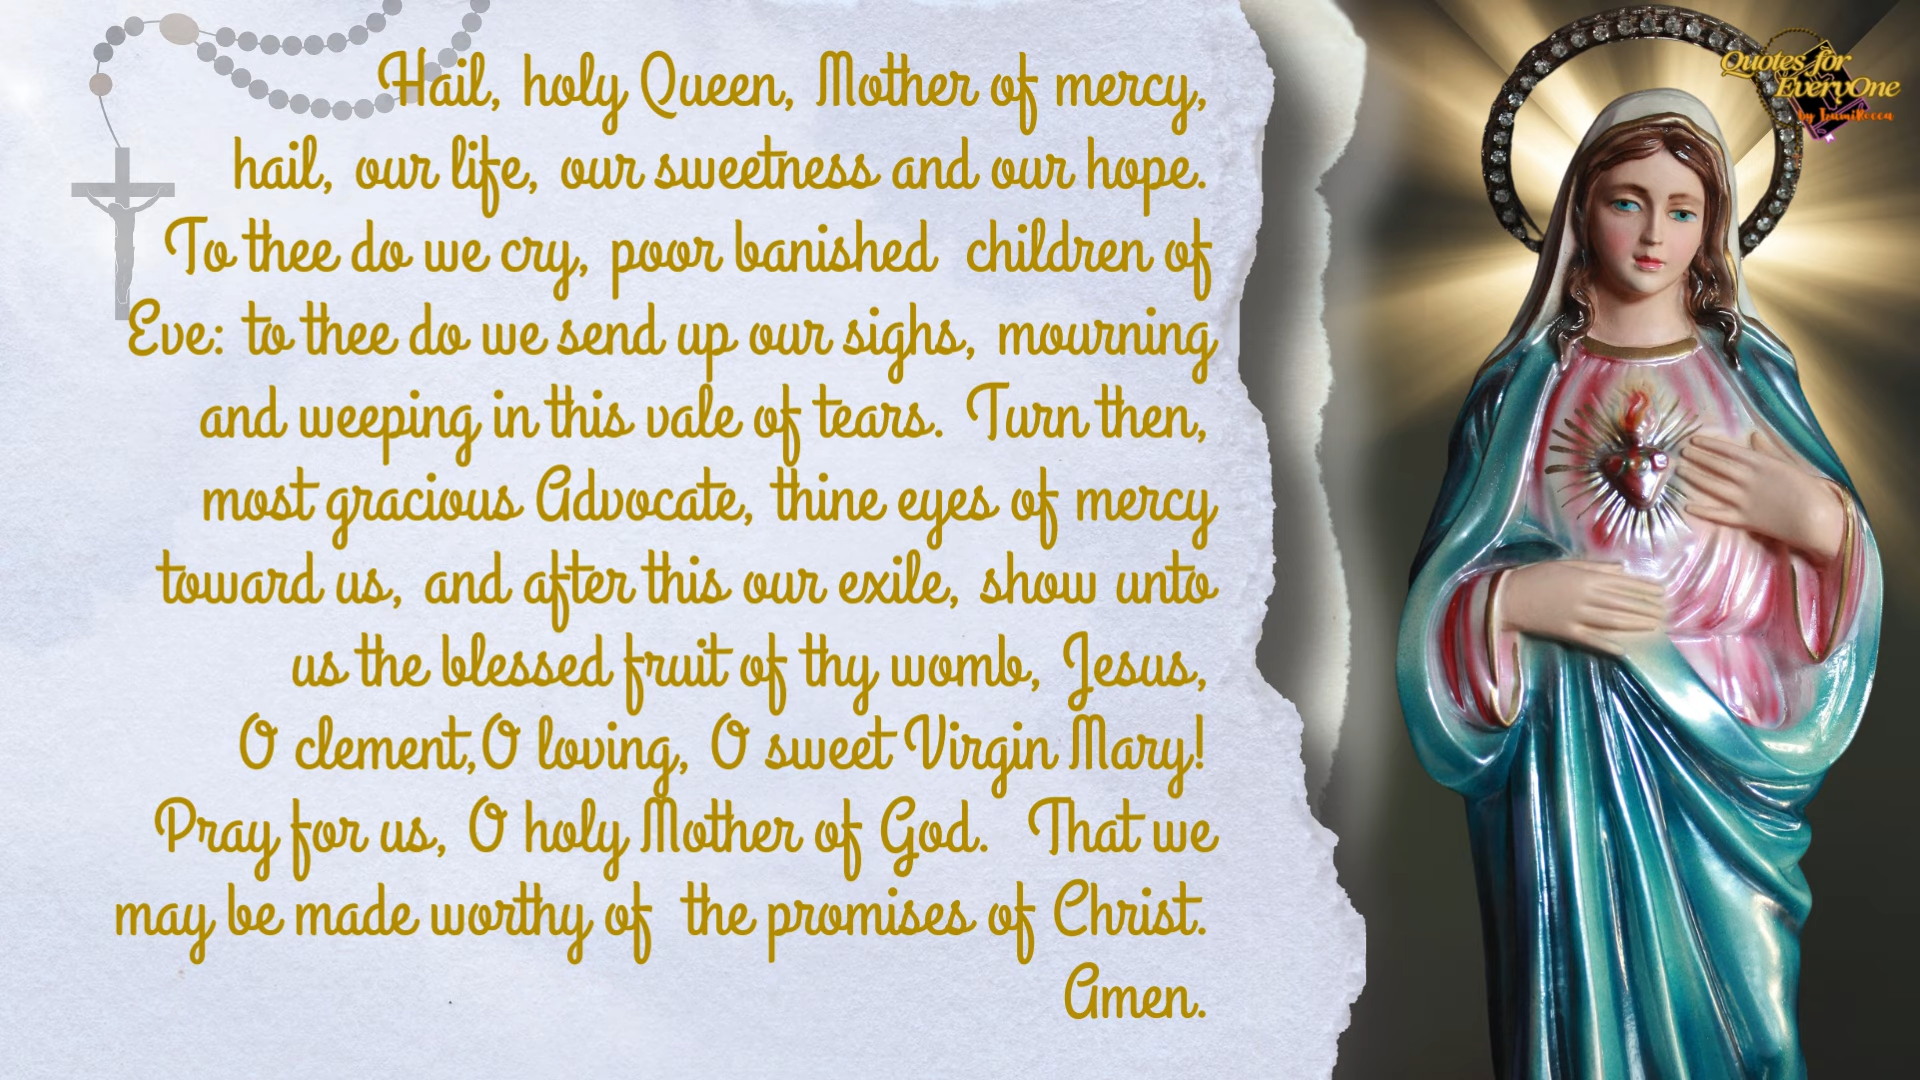 Hail, holy Queen, Mother of mercy,
hail, our life, our sweetness and our hope.
To thee do we cry, poor banished children of
Eve: to thee do we send up our sighs, mourning
and weeping in this vale of tears. Turn then,
most gracious Advocate, thine eyes of mercy
toward us, and after this our exile, show unto
us the blessed fruit of thy womb, Jesus,
O clement,O loving, O sweet Virgin Mary!
Pray for us, O holy Mother of God. That we
may be made worthy of the promises of Christ.
Amen.
Quotes for
EveryOne
by